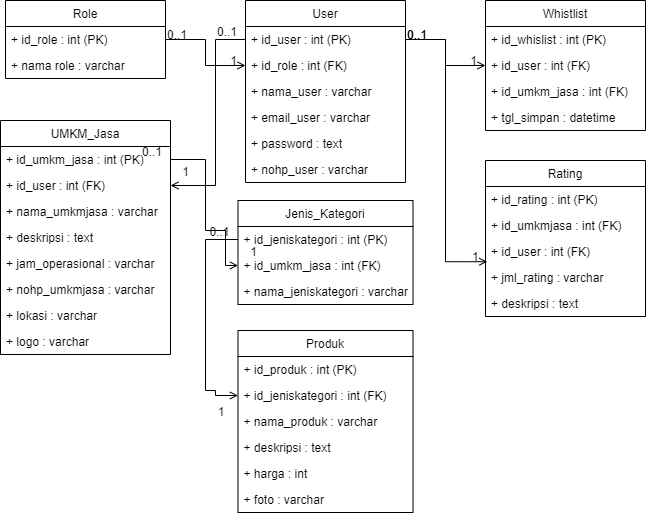 Role
+ id_role : int (PK)
+ nama role : varchar
0..1
1
User
+ id_user : int (PK)
+ id_role : int (FK)
+ nama_user : varchar
+ email_user : varchar
+ password : text
+ nohp_user : varchar
0..1
0..1
1
Whistlist
+ id_whislist : int (PK)
+ id_user : int (FK)
+ id_umkm_jasa : int (FK)
+ tgl_simpan : datetime
UMKM_Jasa
+ id_umkm_jasa : int (PK)
+ id_user : int (FK)
+ nama_umkmjasa : varchar
+ deskripsi : text
+ jam_operasional : varchar
+ nohp_umkmjasa : varchar
+ lokasi : varchar
+ logo : varchar
0..1
1
Rating
+ id_rating : int (PK)
+ id_umkmjasa : int (FK)
+ id_user : int (FK)
+ jml_rating : varchar
+ deskripsi : text
1
Jenis_Kategori
+ id_jeniskategori : int (PK)
+ id_umkm_jasa : int (FK)
+ nama_jeniskategori : varchar
0..1
1
Produk
+ id_produk : int (PK)
+ id_jeniskategori : int (FK)
+ nama_produk : varchar
+ deskripsi : text
+ harga : int
+ foto : varchar
1